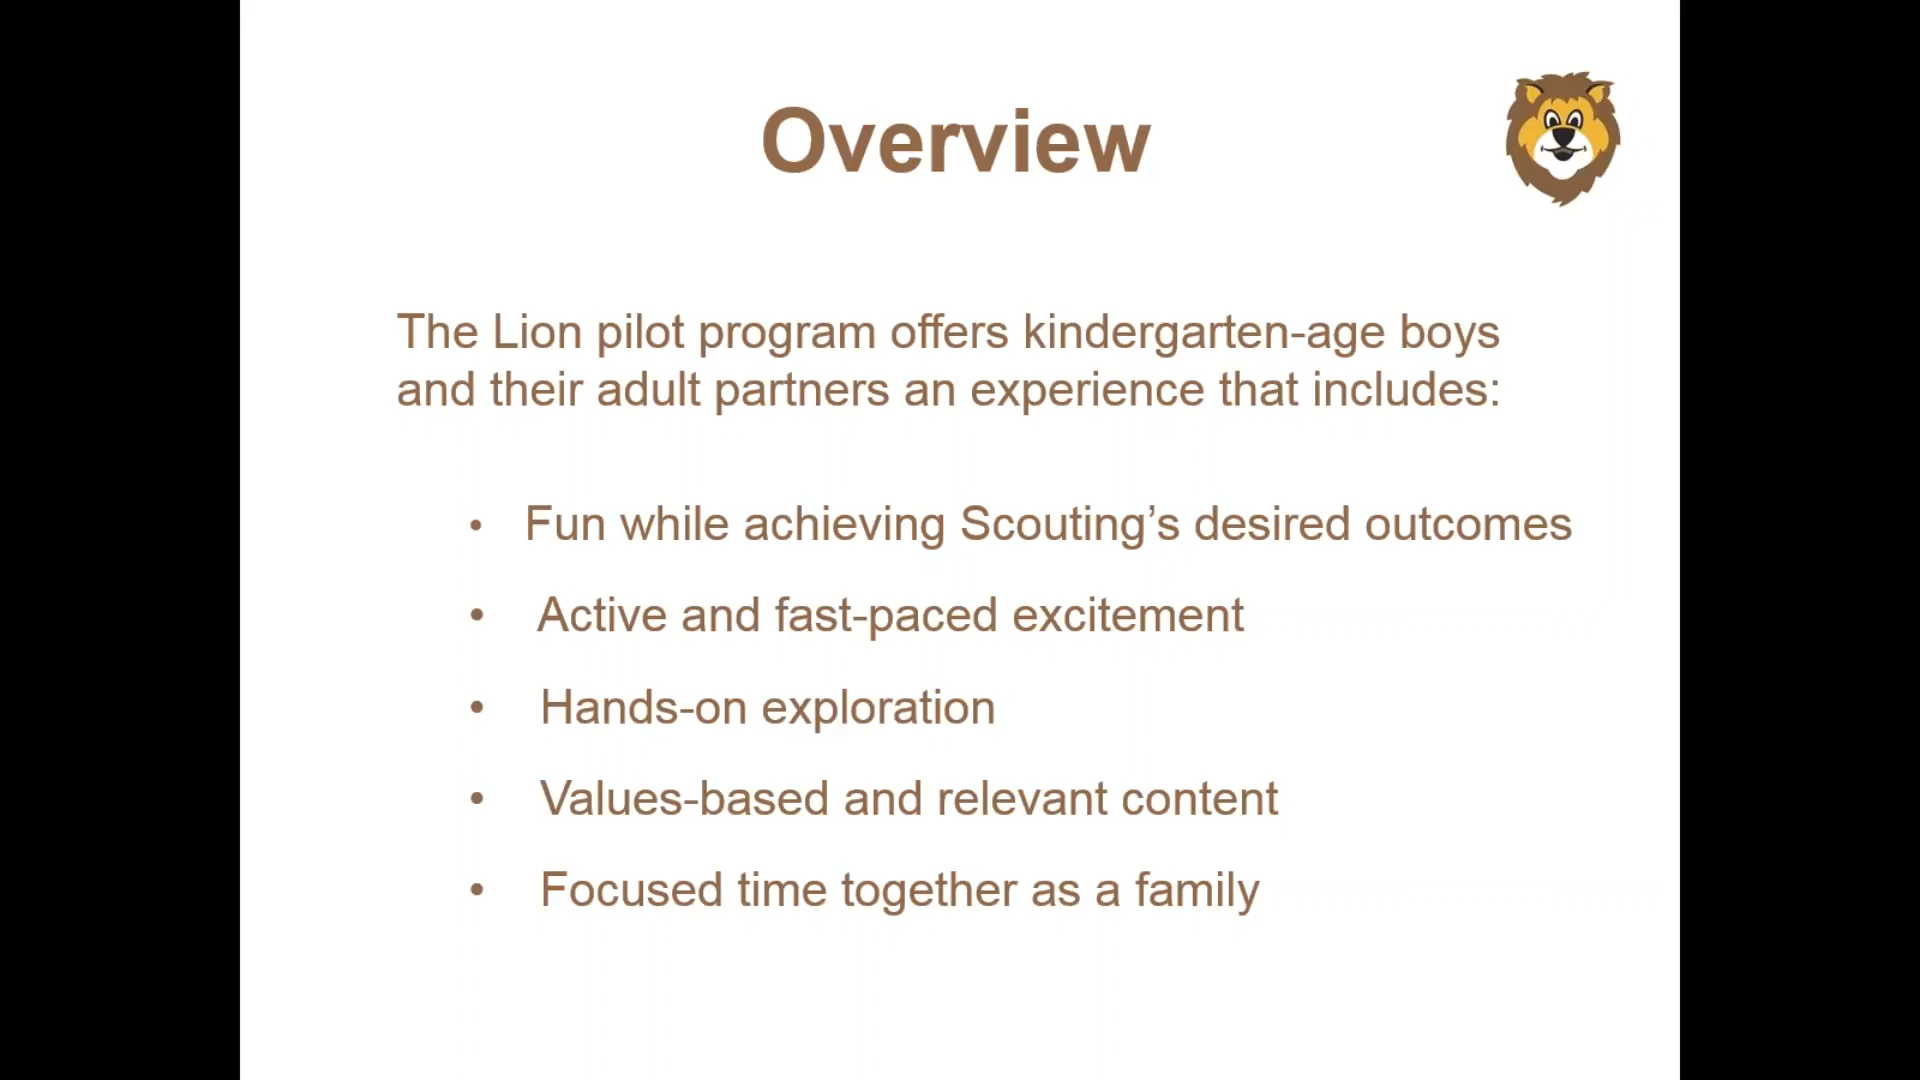 Overview
The Lion pilot program offers kindergarten-age boys
and their adult partners an experience that includes:
• Fun while achieving Scouting’s desired outcomes
• Active and fast-paced excitement
• Hands-on exploration
• Values-based and relevant content
• Focused time together as a family